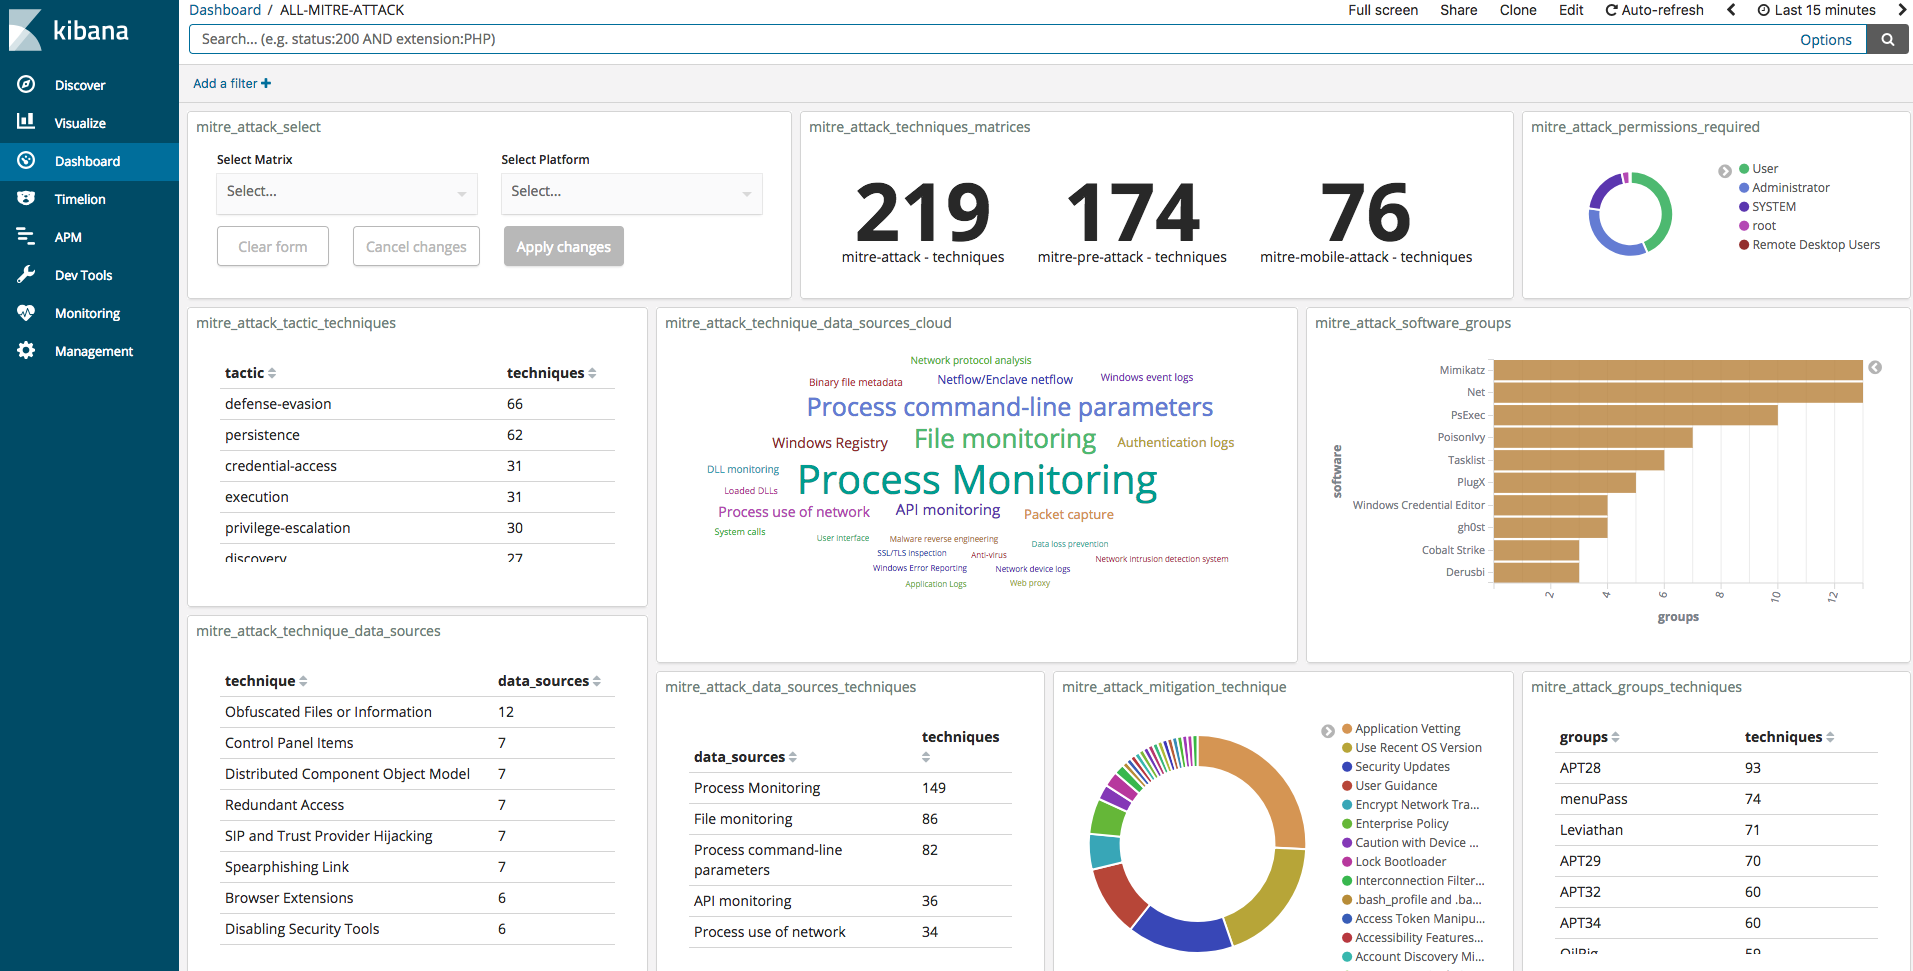 kibana
Discover
Visualize
Dashboard
Timelion
APM
Dev Tools
Monitoring
Management
Dashboard / ALL-MITRE-ATTACK
Full screen Share Clone Edit Auto-refresh Last 15 minutes
Search... (e.g. status:200 AND extension:PHP)
Options
Add a filter
mitre_attack_select
Select Matrix Select Platform
Select... Select...
Clear form Cancel changes Apply changes
mitre_attack_techniques_matrices
219 174 76
mitre-attack - techniques mitre-pre-attack - techniques mitre-mobile-attack - techniques
mitre_attack_permissions_required
User
Administrator
SYSTEM
root
Remote Desktop Users
mitre_attack_tactic_techniques
tactic techniques
defense-evasion 66
persistence 62
credential-access 31
execution 31
privilege-escalation 30
discovery 27
mitre_attack_technique_data_sources_cloud
Network protocol analysis
Binary file metadata Netflow/Enclave netflow Windows event logs
Process command-line parameters
Windows Registry File monitoring Authentication logs
DLL monitoring Process Monitoring
Loaded DLLs
Process use of network API monitoring Packet capture
System calls User interface Malware reverse engineering Data loss prevention
SSL/TLS inspection Anti-virus Network intrusion detection system
Windows Error Reporting Network device logs
Application Logs Web proxy
mitre_attack_software_groups
software
Mimikatz
Net
PsExec
PoisonIvy
Tasklist
PlugX
Windows Credential Editor
gh0st
Cobalt Strike
Derusbi
2 4 6 8 10 12
groups
mitre_attack_technique_data_sources
technique data_sources
Obfuscated Files or Information 12
Control Panel Items 7
Distributed Component Object Model 7
Redundant Access 7
SIP and Trust Provider Hijacking 7
Spearphishing Link 7
Browser Extensions 6
Disabling Security Tools 6
mitre_attack_data_sources_techniques
data_sources techniques
Process Monitoring 149
File monitoring 86
Process command-line 82
parameters
API monitoring 36
Process use of network 34
mitre_attack_mitigation_technique
Application Vetting
Use Recent OS Version
Security Updates
User Guidance
Encrypt Network Tra...
Enterprise Policy
Caution with Device ...
Lock Bootloader
Interconnection Filter...
.bash_profile and .ba...
Access Token Manipu...
Accessibility Features...
Account Discovery Mi...
mitre_attack_groups_techniques
groups techniques
APT28 93
menuPass 74
Leviathan 71
APT29 70
APT32 60
APT34 60
OilRig 59